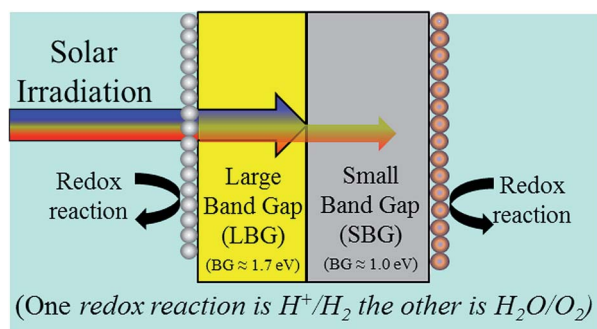 Solar
Irradiation
Redox
reaction
Large
Band Gap
(LBG)
(BG ≈ 1.7 eV)
Small
Band Gap
(SBG)
(BG ≈ 1.0 eV)
Redox
reaction
(One redox reaction is H⁺/H₂ the other is H₂O/O₂)